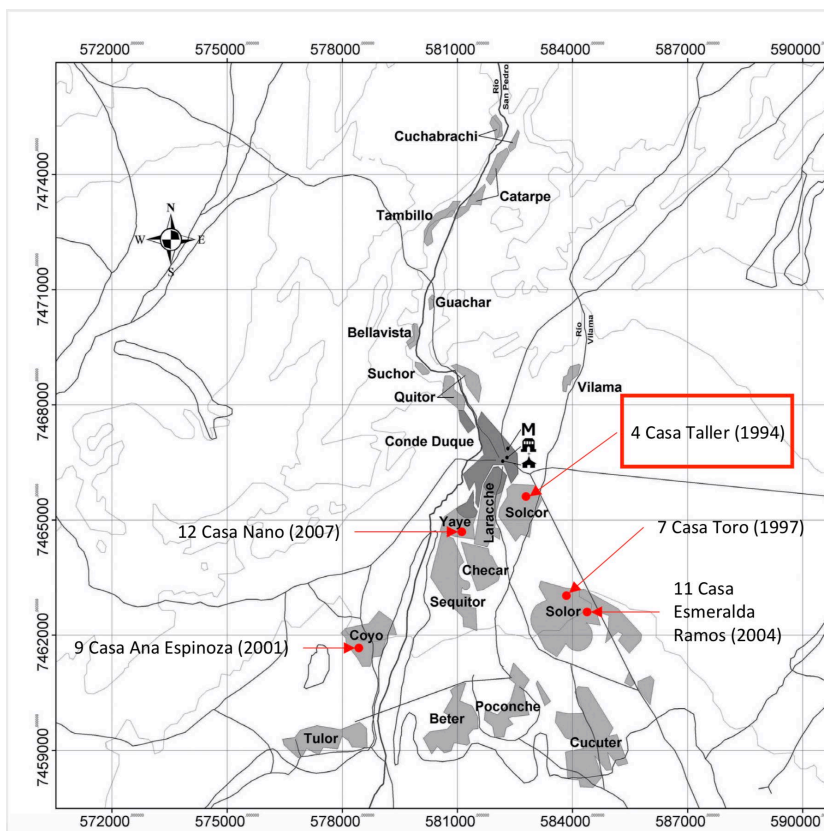 572000 575000 578000 581000 584000 587000 590000
Río
San Pedro
Cuchabrachi
7474000
Catarpe
Tambillo
N
W E
S
7471000
Guachar
Río
Vilama
Bellavista
Suchor
Vilama
Quitor
7468000
M
Conde Duque
4 Casa Taller (1994)
Laracche
Solcor
7465000
Yaye
12 Casa Nano (2007)
7 Casa Toro (1997)
Checar
11 Casa
Esmeralda
Ramos (2004)
Sequitor
Solor
Coyo
7462000
9 Casa Ana Espinoza (2001)
Poconche
Beter
Tulor
Cucuter
7459000
572000 575000 578000 581000 584000 587000 590000